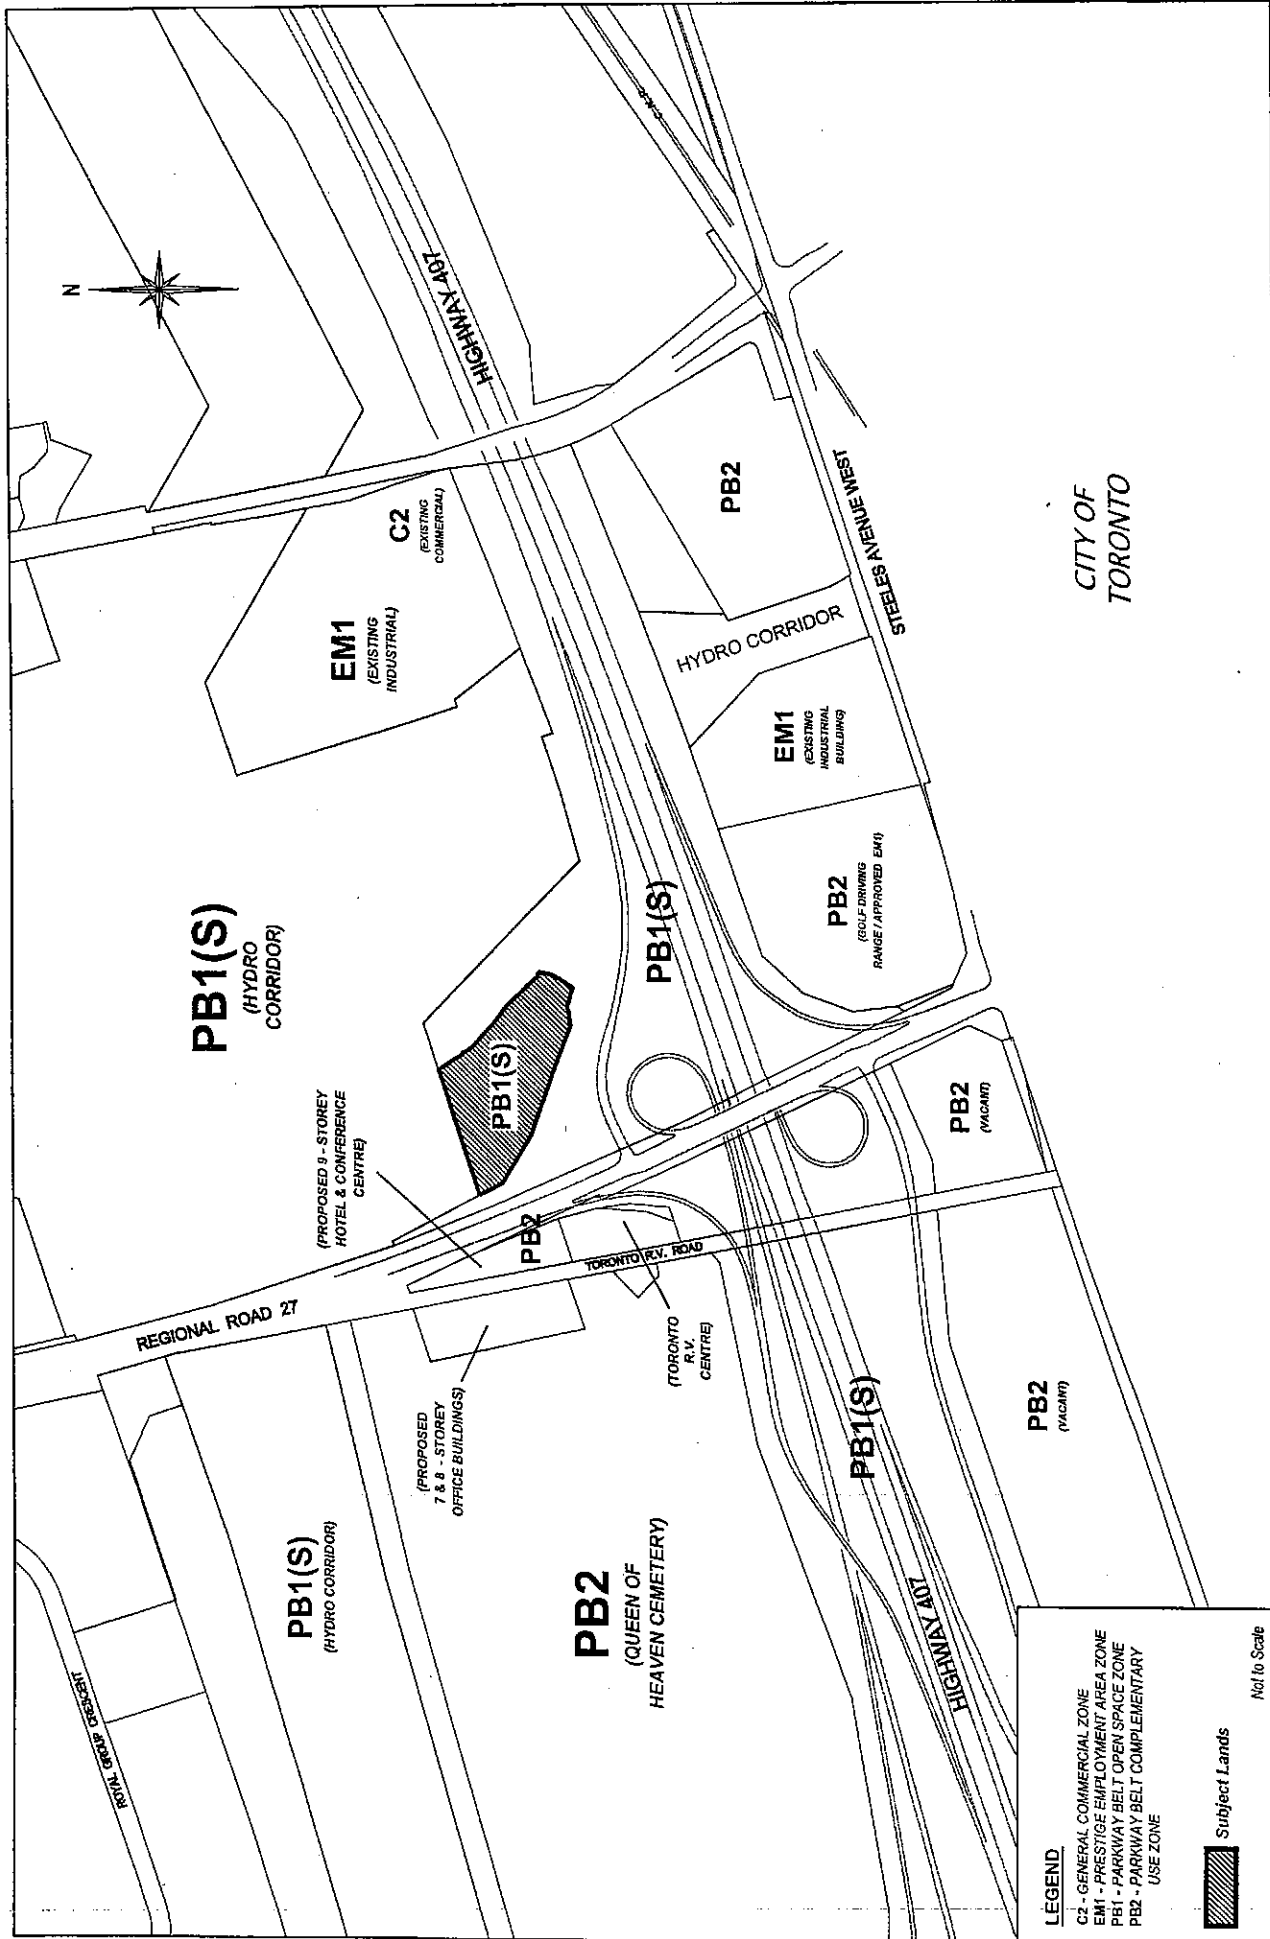 N
HIGHWAY 407
C.N.R.
C2
(EXISTING
COMMERCIAL)
EM1
(EXISTING
INDUSTRIAL)
PB2
STEELES AVENUE WEST
CITY OF
TORONTO
HYDRO CORRIDOR
EM1
(EXISTING
INDUSTRIAL
BUILDING)
PB2
(GOLF DRIVING
RANGE / APPROVED EM1)
PB1(S)
(HYDRO
CORRIDOR)
PB1(S)
PB1(S)
(PROPOSED 9 - STOREY
HOTEL & CONFERENCE
CENTRE)
PB2
PB2
(VACANT)
TORONTO R.V. ROAD
REGIONAL ROAD 27
(TORONTO
R.V.
CENTRE)
(PROPOSED
7 & 8 - STOREY
OFFICE BUILDINGS)
PB1(S)
PB2
(VACANT)
PB1(S)
(HYDRO CORRIDOR)
PB2
(QUEEN OF
HEAVEN CEMETERY)
ROYAL GROUP CRESCENT
HIGHWAY 407
LEGEND
C2 - GENERAL COMMERCIAL ZONE
EM1 - PRESTIGE EMPLOYMENT AREA ZONE
PB1 - PARKWAY BELT OPEN SPACE ZONE
PB2 - PARKWAY BELT COMPLEMENTARY
USE ZONE
Subject Lands
Not to Scale